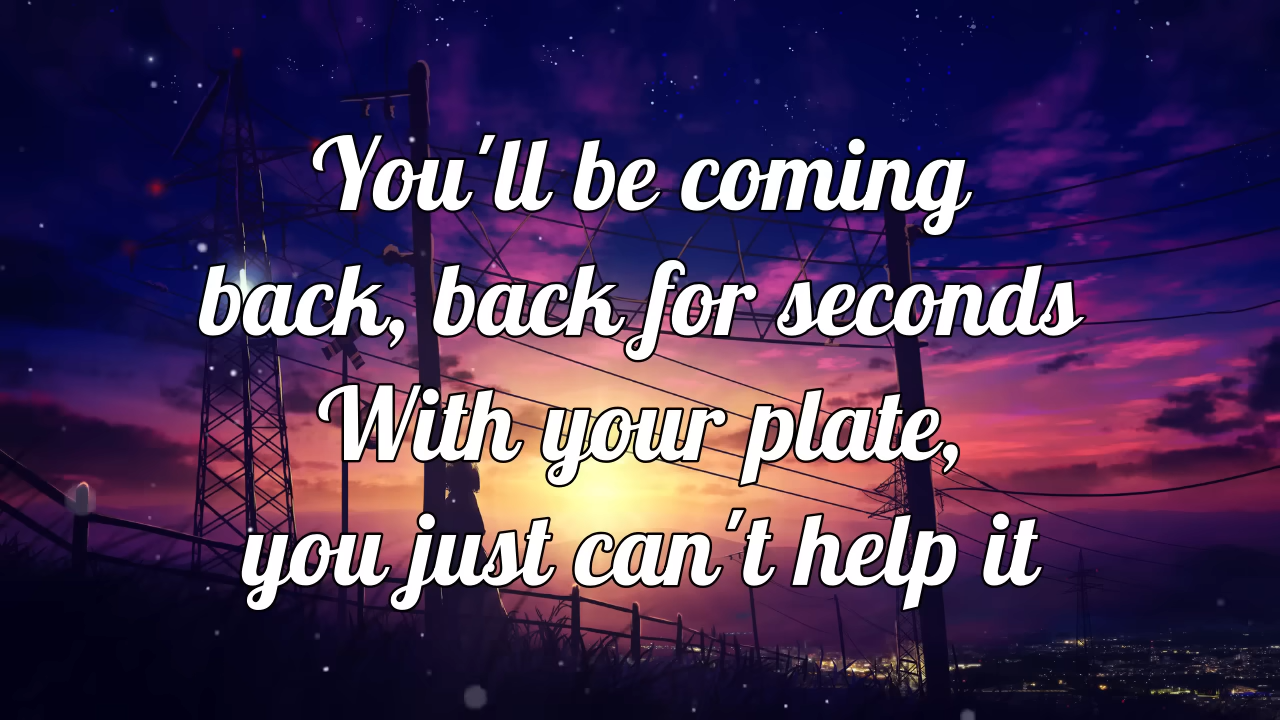 You'll be coming
back, back for seconds
With your plate,
you just can't help it